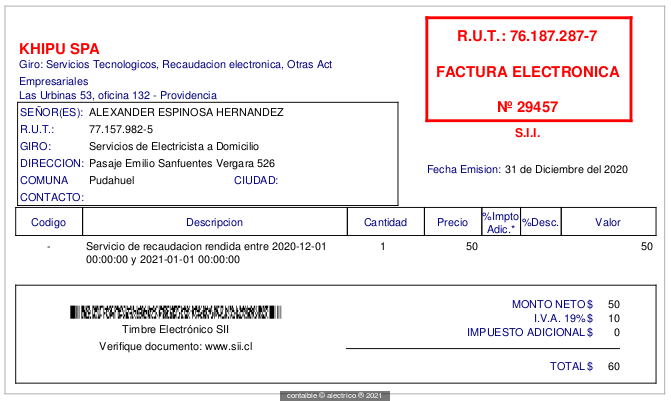 KHIPU SPA
Giro: Servicios Tecnologicos, Recaudacion electronica, Otras Act
Empresariales
Las Urbinas 53, oficina 132 - Providencia
R.U.T.: 76.187.287-7
FACTURA ELECTRONICA
Nº 29457
S.I.I.
SEÑOR(ES): ALEXANDER ESPINOSA HERNANDEZ
R.U.T.: 77.157.982-5
GIRO: Servicios de Electricista a Domicilio
DIRECCION: Pasaje Emilio Sanfuentes Vergara 526
COMUNA Pudahuel CIUDAD:
CONTACTO:
Fecha Emision: 31 de Diciembre del 2020
Codigo Descripcion Cantidad Precio %Impto Adic.* %Desc. Valor
- Servicio de recaudacion rendida entre 2020-12-01 1 50 50
00:00:00 y 2021-01-01 00:00:00
Timbre Electrónico SII
Verifique documento: www.sii.cl
MONTO NETO $ 50
I.V.A. 19% $ 10
IMPUESTO ADICIONAL $ 0
TOTAL $ 60
contaible © alectrico ® 2021